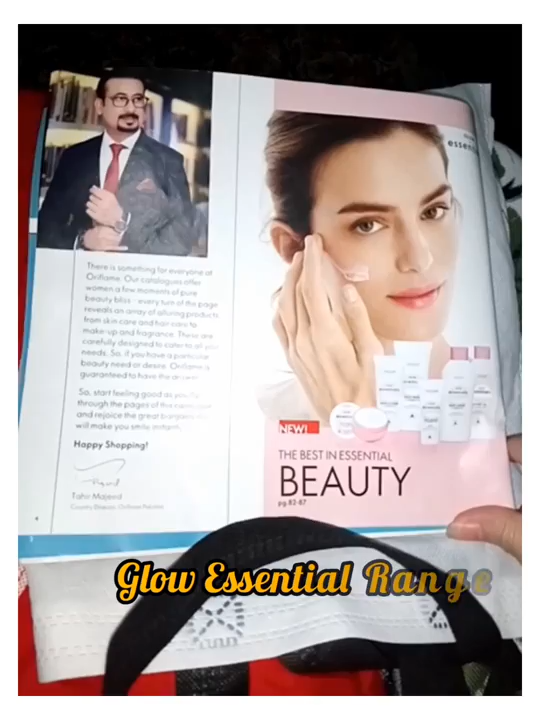 There is something for everyone at
Oriflame. Our catalogues offer
women a few moments of pure
beauty bliss - every turn of the page
reveals an array of alluring products
from skin care and hair care to
make-up and fragrance. These are
carefully designed to cater to all your
needs. So, if you have a particular
beauty need or desire, Oriflame is
guaranteed to have the answer.
So, start feeling good as you
through the pages of the
and rejoice the great bargains
will make you smile
Happy Shopping!
Tahir Majeed
Country Director, Oriflame Pakistan
essen
NEW!
THE BEST IN ESSENTIAL
BEAUTY
pg.82-87
Glow Essential Range